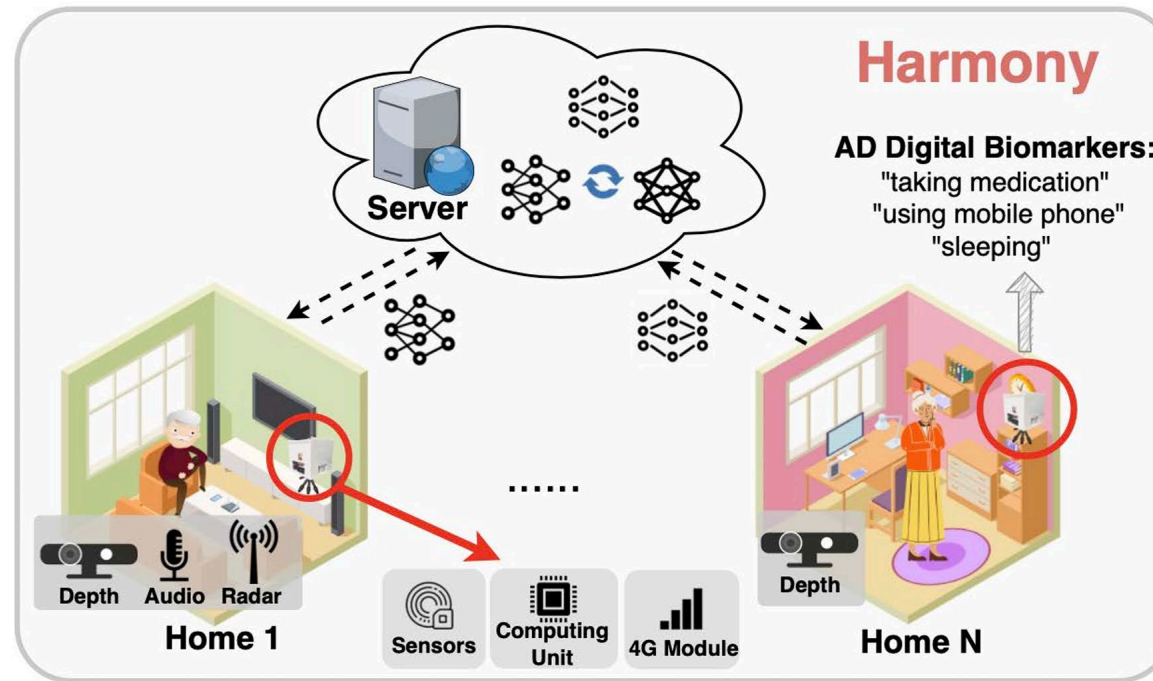 Harmony
AD Digital Biomarkers:
"taking medication"
"using mobile phone"
"sleeping"
Server
......
Depth Audio Radar
Home 1
Sensors
Computing
Unit
4G Module
Depth
Home N